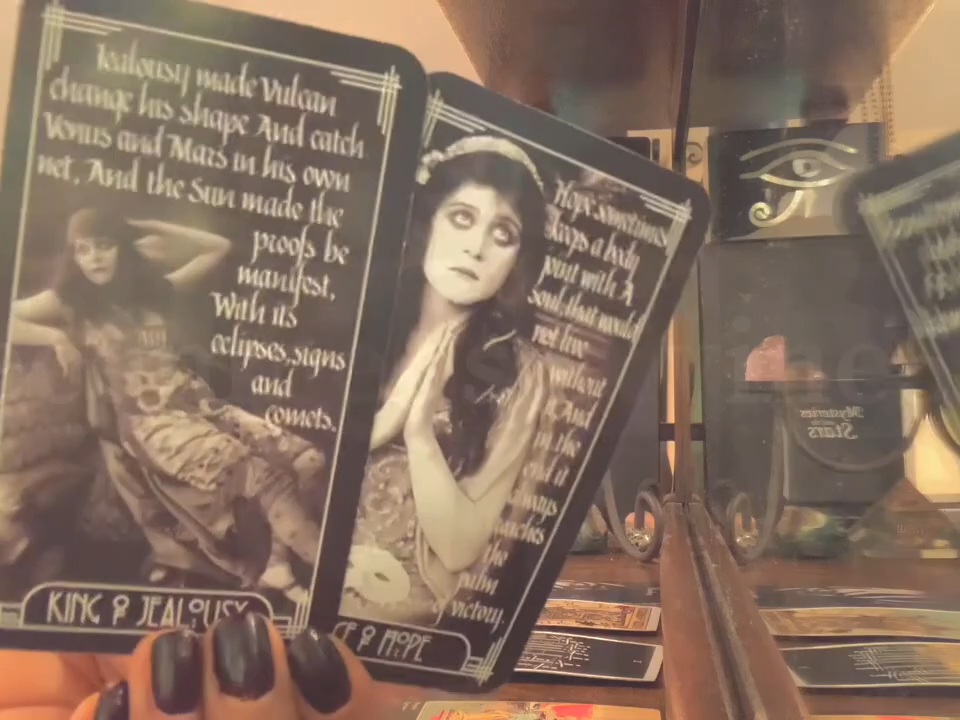 Jealousy made Vulcan
change his shape And catch
Venus and Mars in his own
net, And the Sun made the
proofs be
manifest,
With its
eclipses, signs
and
comets.
KING OF JEALOUSY
Hope sometimes
keeps a body
joint with A
soul, that would
not live
without
it, And
in the
end it
always
reaches
the
palm
of victory.
OF HOPE
Mysteries
Stars